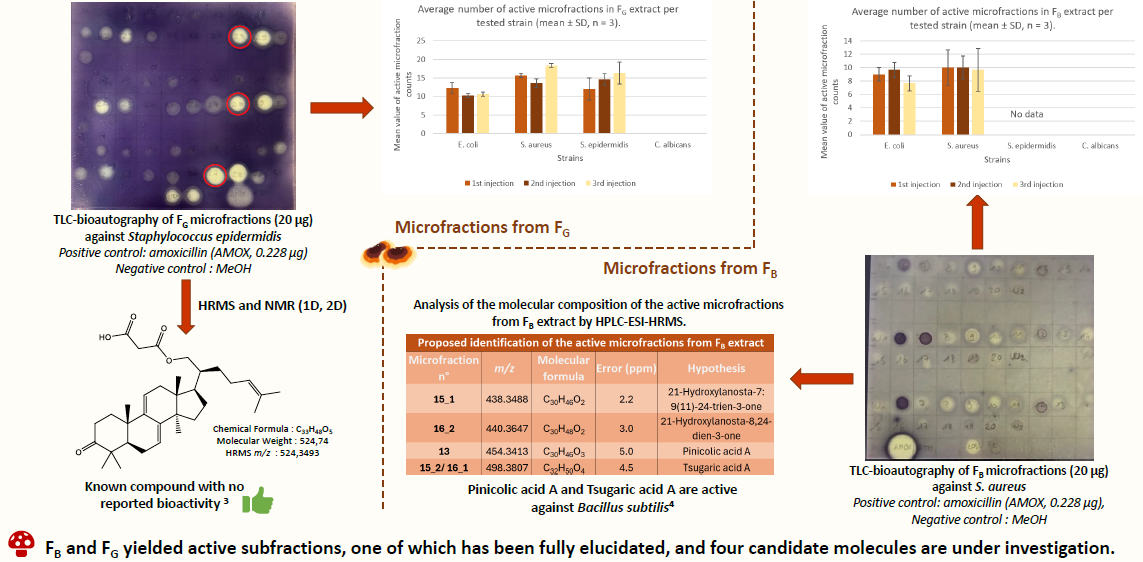 Average number of active microfractions in FG extract per
tested strain (mean ± SD, n = 3).
Mean value of active microfraction
counts
25
20
15
10
5
0
E. coli S. aureus S. epidermidis C. albicans
Strains
1st injection 2nd injection 3rd injection
TLC-bioautography of FG microfractions (20 µg)
against Staphylococcus epidermidis
Positive control: amoxicillin (AMOX, 0.228 µg)
Negative control : MeOH
HRMS and NMR (1D, 2D)
HO
O
O
O
O
Chemical Formula : C33H48O5
Molecular Weight : 524,74
HRMS m/z : 524,3493
Known compound with no
reported bioactivity 3
Microfractions from FG
Microfractions from FB
Analysis of the molecular composition of the active microfractions
from FB extract by HPLC-ESI-HRMS.
Proposed identification of the active microfractions from FB extract
Microfraction n° m/z Molecular formula Error (ppm) Hypothesis
15_1 438.3488 C30H46O2 2.2 21-Hydroxylanosta-7:
9(11)-24-trien-3-one
16_2 440.3647 C30H48O2 3.0 21-Hydroxylanosta-8,24-
dien-3-one
13 454.3413 C30H46O3 5.0 Pinicolic acid A
15_2/ 16_1 498.3807 C32H50O4 4.5 Tsugaric acid A
Pinicolic acid A and Tsugaric acid A are active
against Bacillus subtilis4
Average number of active microfractions in FB extract per
tested strain (mean ± SD, n = 3).
Mean value of active microfraction
counts
14
12
10
8
6
4
2
0
No data
E. coli S. aureus S. epidermidis C. albicans
Strains
1st injection 2nd injection 3rd injection
TLC-bioautography of FB microfractions (20 µg)
against S. aureus
Positive control: amoxicillin (AMOX, 0.228 µg),
Negative control : MeOH
FB and FG yielded active subfractions, one of which has been fully elucidated, and four candidate molecules are under investigation.